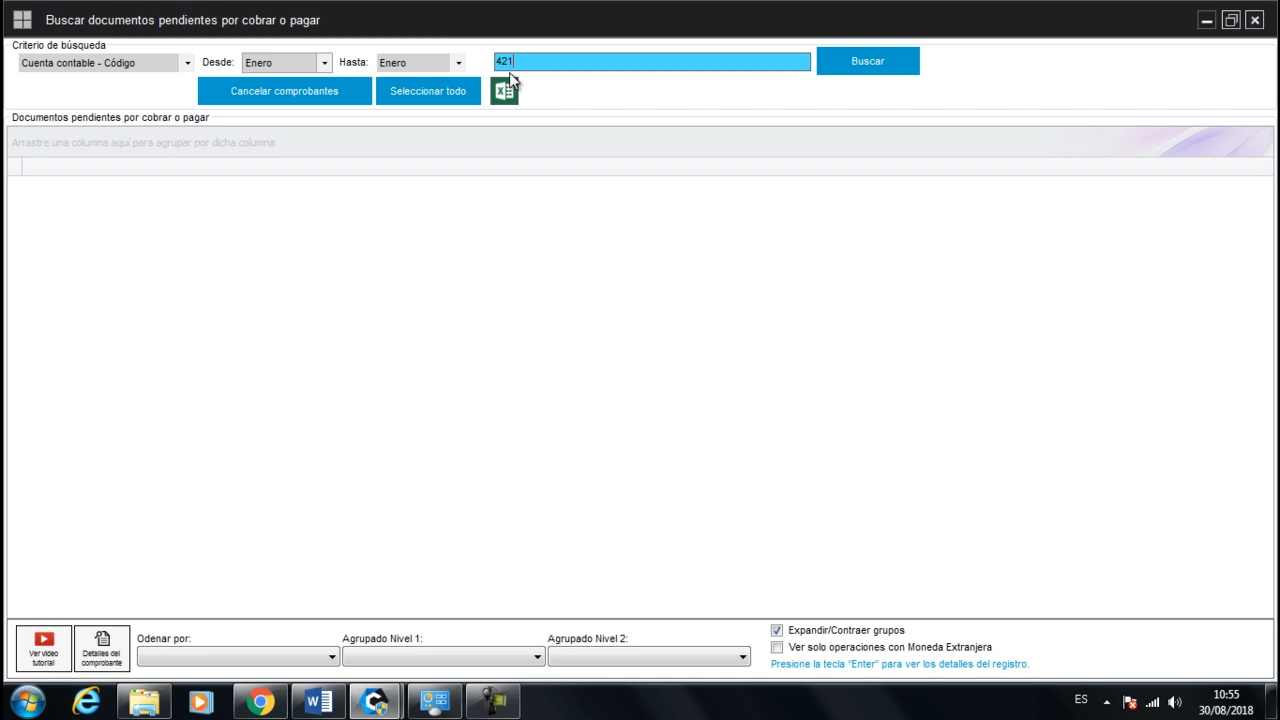 Buscar documentos pendientes por cobrar o pagar
Criterio de búsqueda
Cuenta contable - Código Desde: Enero Hasta: Enero 421 Buscar
Cancelar comprobantes Seleccionar todo
Documentos pendientes por cobrar o pagar
Arrastre una columna aquí para agrupar por dicha columna
Ver video tutorial
Detalles del comprobante
Odenar por: Agrupado Nivel 1: Agrupado Nivel 2:
Expandir/Contraer grupos
Ver solo operaciones con Moneda Extranjera
Presione la tecla "Enter" para ver los detalles del registro.
ES 10:55
30/08/2018